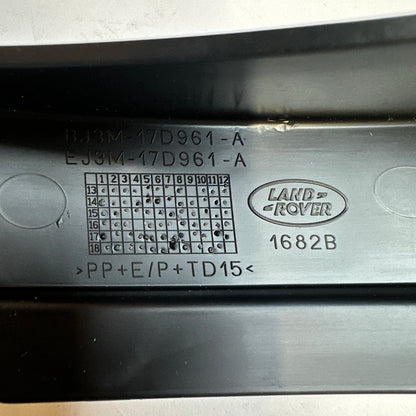 BJ3M-17D961-A
EJ3M-17D961-A
1 2 3 4 5 6 7 8 9 10 11 12
13
14
15
16
17
18
LAND
ROVER
1682B
>PP+E/P+TD15<